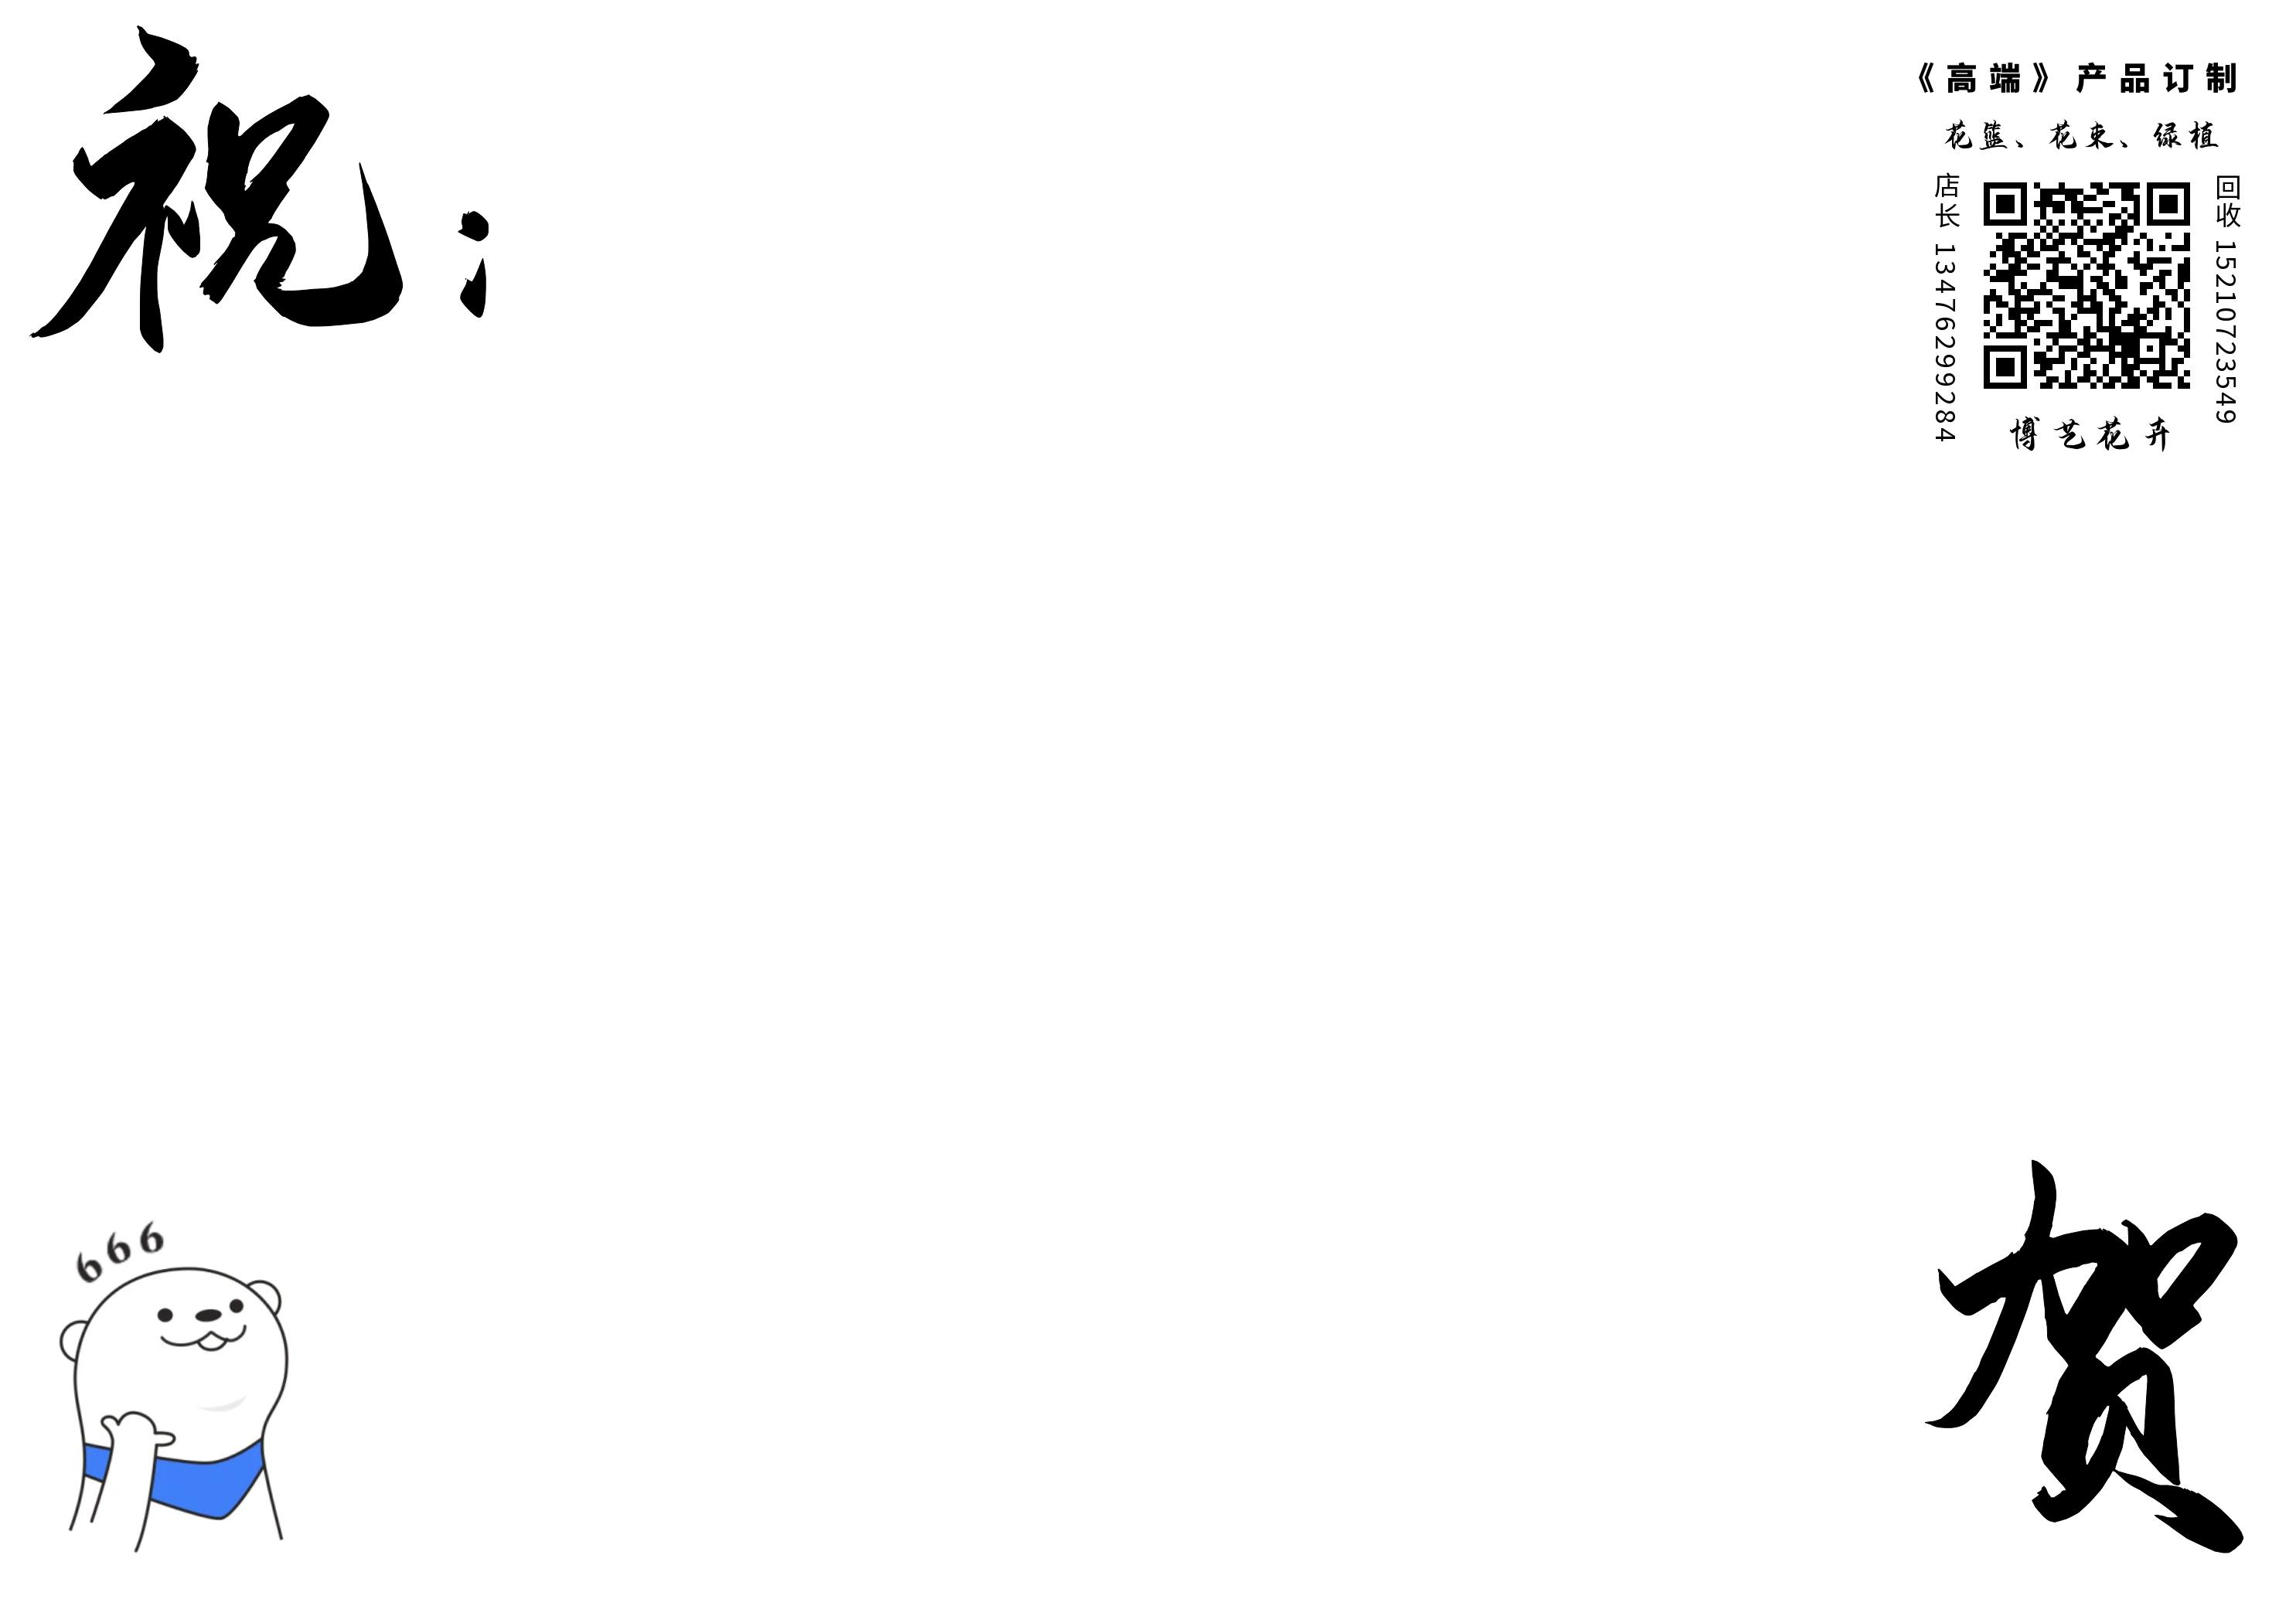 祝：
《高端》产品订制
花篮、花束、绿植
店长 13476299284
回收 15210723549
博艺花卉
666
贺